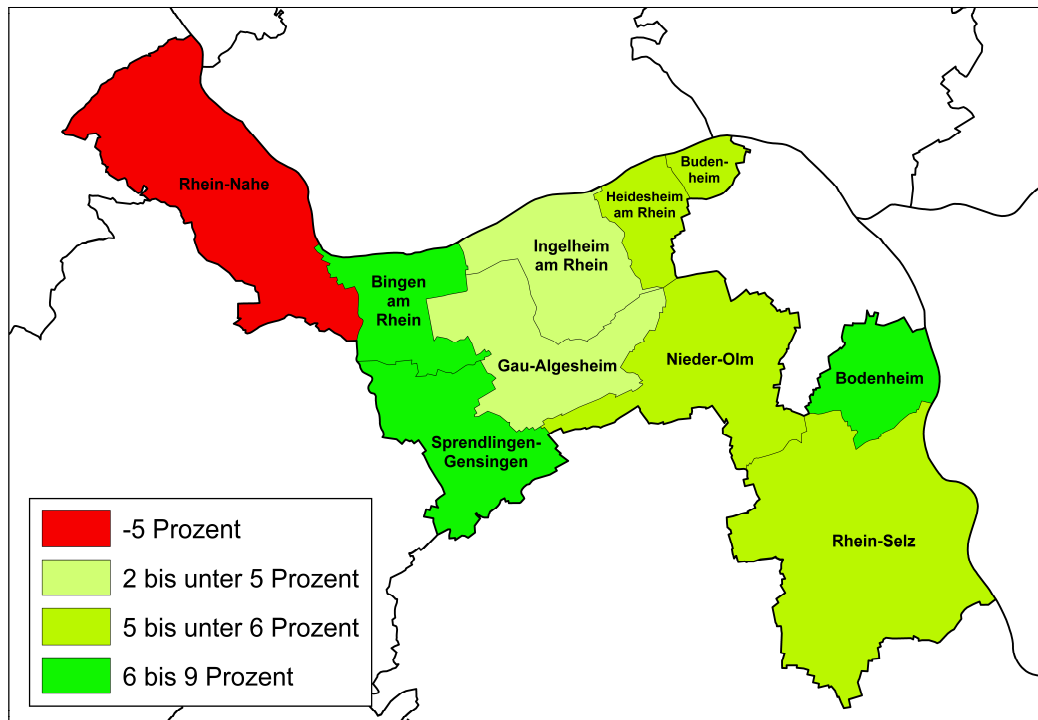 Buden-
heim
Rhein-Nahe
Heidesheim
am Rhein
Ingelheim
am Rhein
Bingen
am
Rhein
Gau-Algesheim
Nieder-Olm
Bodenheim
Sprendlingen-
Gensingen
Rhein-Selz
-5 Prozent
2 bis unter 5 Prozent
5 bis unter 6 Prozent
6 bis 9 Prozent